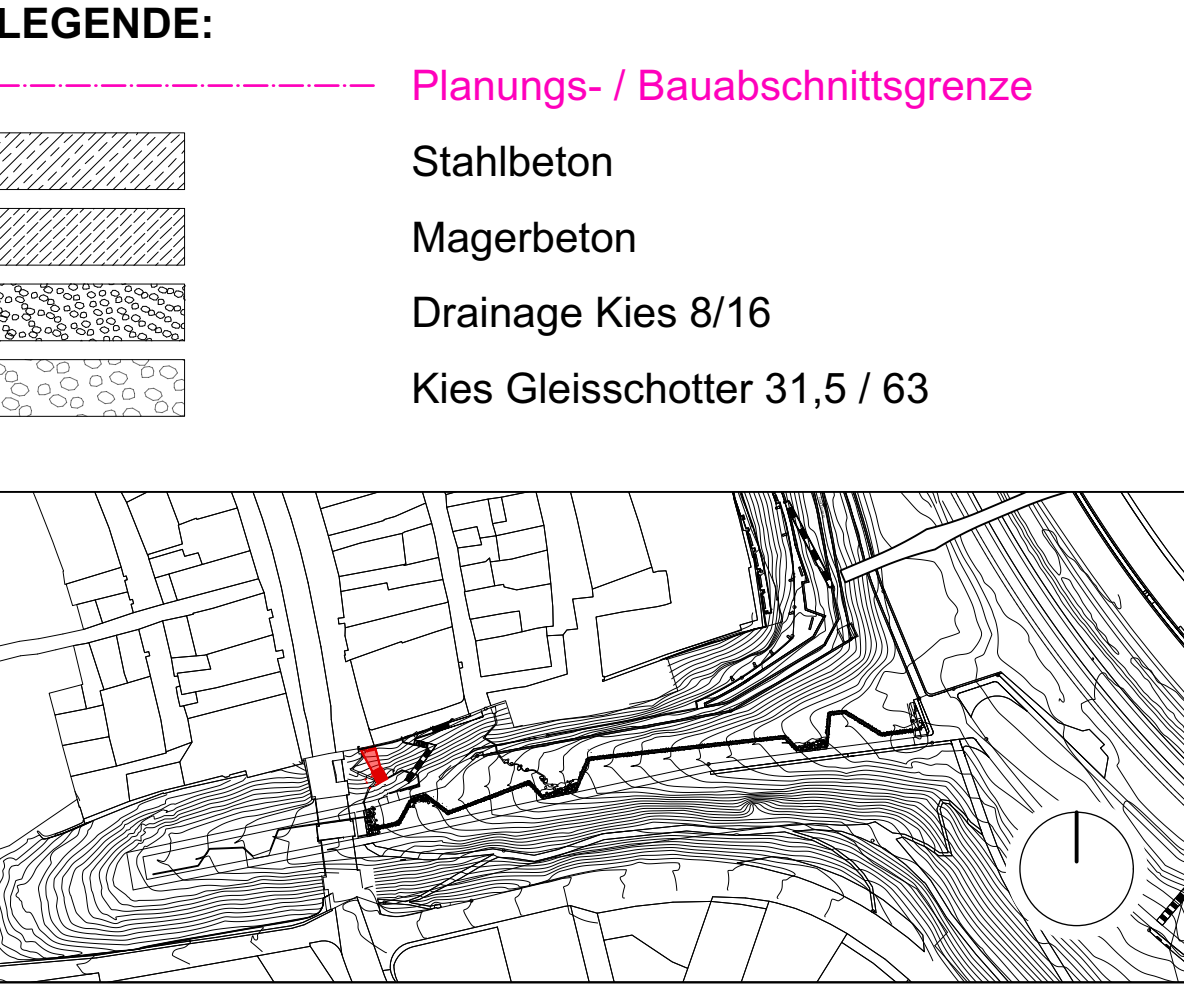 LEGENDE:
Planungs- / Bauabschnittsgrenze
Stahlbeton
Magerbeton
Drainage Kies 8/16
Kies Gleisschotter 31,5 / 63